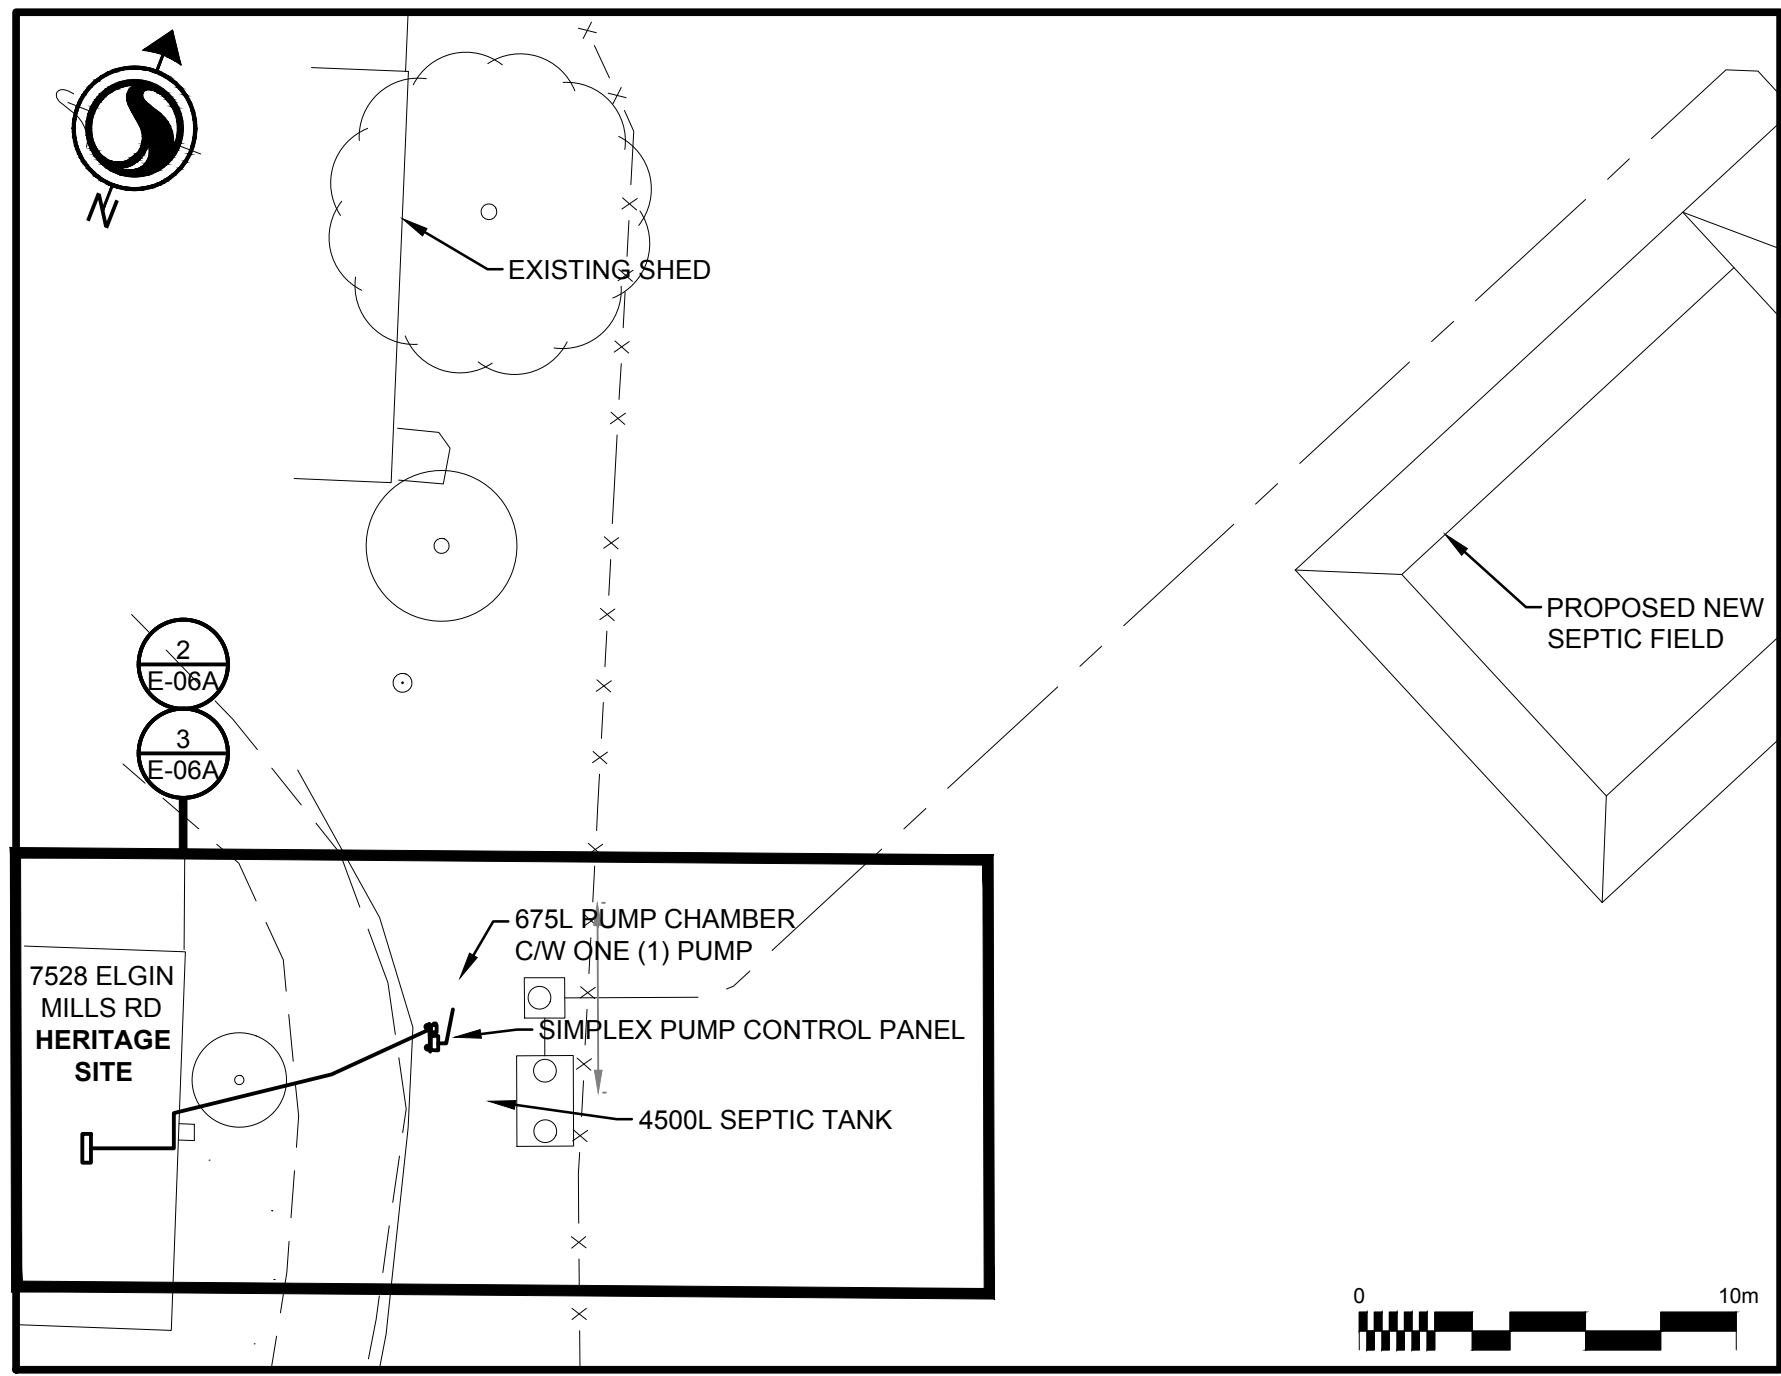 N
EXISTING SHED
PROPOSED NEW
SEPTIC FIELD
2
E-06A
3
E-06A
675L PUMP CHAMBER
C/W ONE (1) PUMP
7528 ELGIN
MILLS RD
HERITAGE
SITE
SIMPLEX PUMP CONTROL PANEL
4500L SEPTIC TANK
0 10m